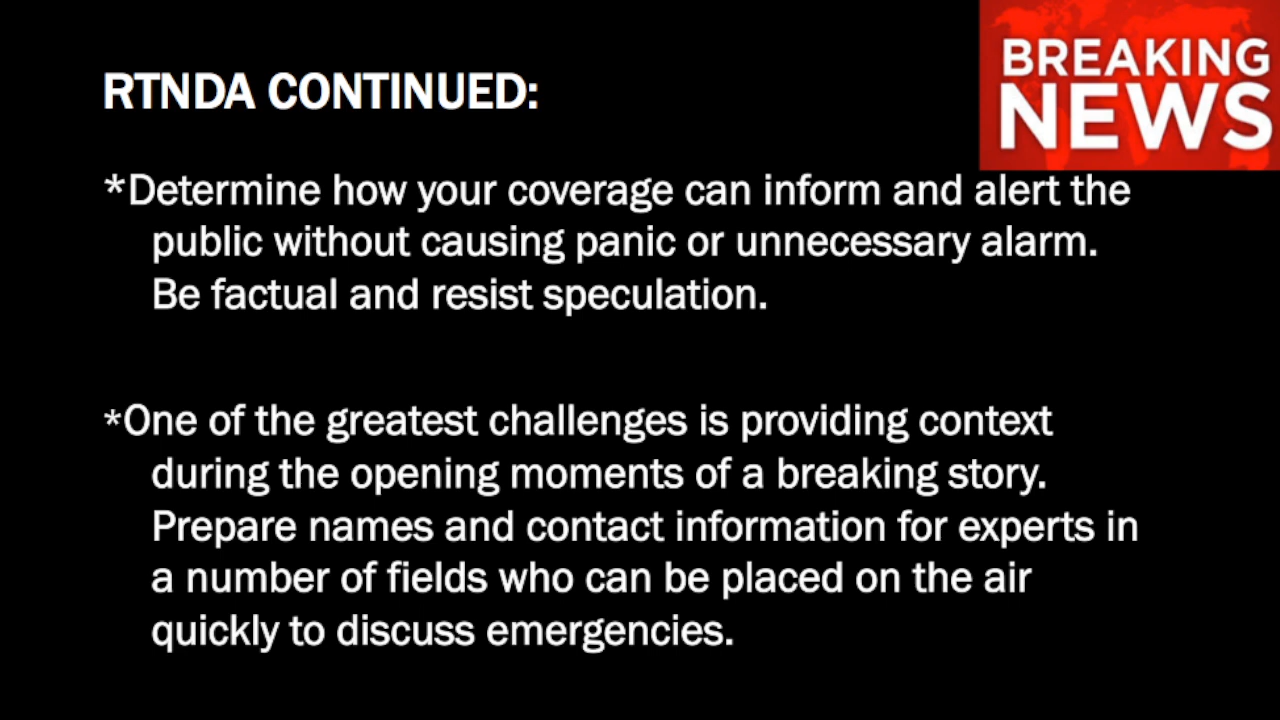 BREAKING
NEWS
RTNDA CONTINUED:
*Determine how your coverage can inform and alert the
public without causing panic or unnecessary alarm.
Be factual and resist speculation.
*One of the greatest challenges is providing context
during the opening moments of a breaking story.
Prepare names and contact information for experts in
a number of fields who can be placed on the air
quickly to discuss emergencies.